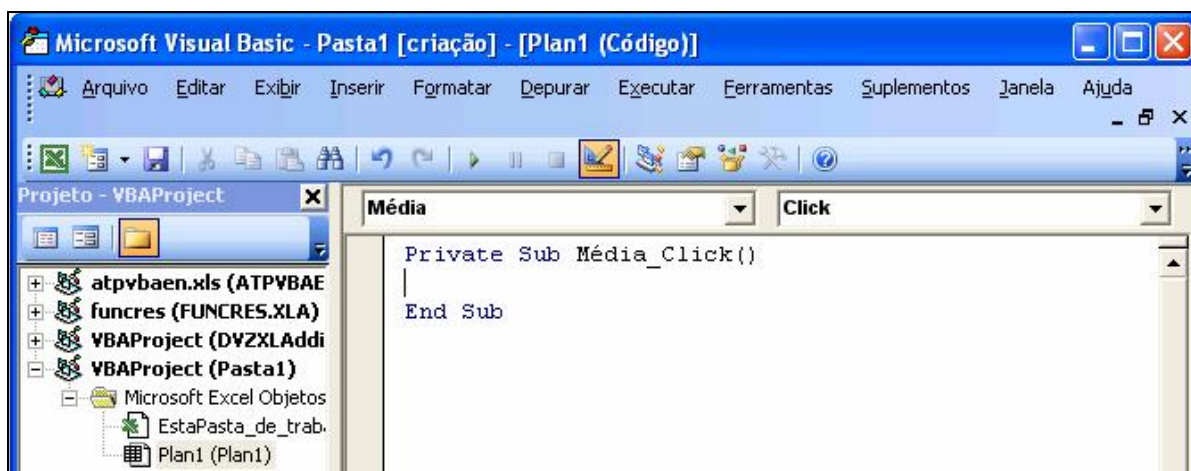 Microsoft Visual Basic - Pasta1 [criação] - [Plan1 (Código)]
Arquivo Editar Exibir Inserir Formatar Depurar Executar Ferramentas Suplementos Janela Ajuda
Projeto - VBAProject
Média Click
Private Sub Média_Click()
End Sub
atpvbaen.xls (ATPVBAE
funcres (FUNCRES.XLA)
VBAProject (DVZXLAddi
VBAProject (Pasta1)
Microsoft Excel Objetos
EstaPasta_de_trab
Plan1 (Plan1)